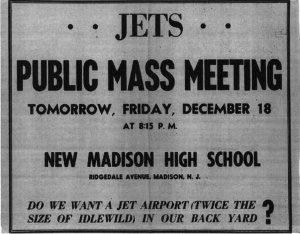 • • JETS • •
PUBLIC MASS MEETING
TOMORROW, FRIDAY, DECEMBER 18
AT 8:15 P. M.
NEW MADISON HIGH SCHOOL
RIDGEDALE AVENUE, MADISON, N. J.
DO WE WANT A JET AIRPORT (TWICE THE
SIZE OF IDLEWILD) IN OUR BACK YARD ?